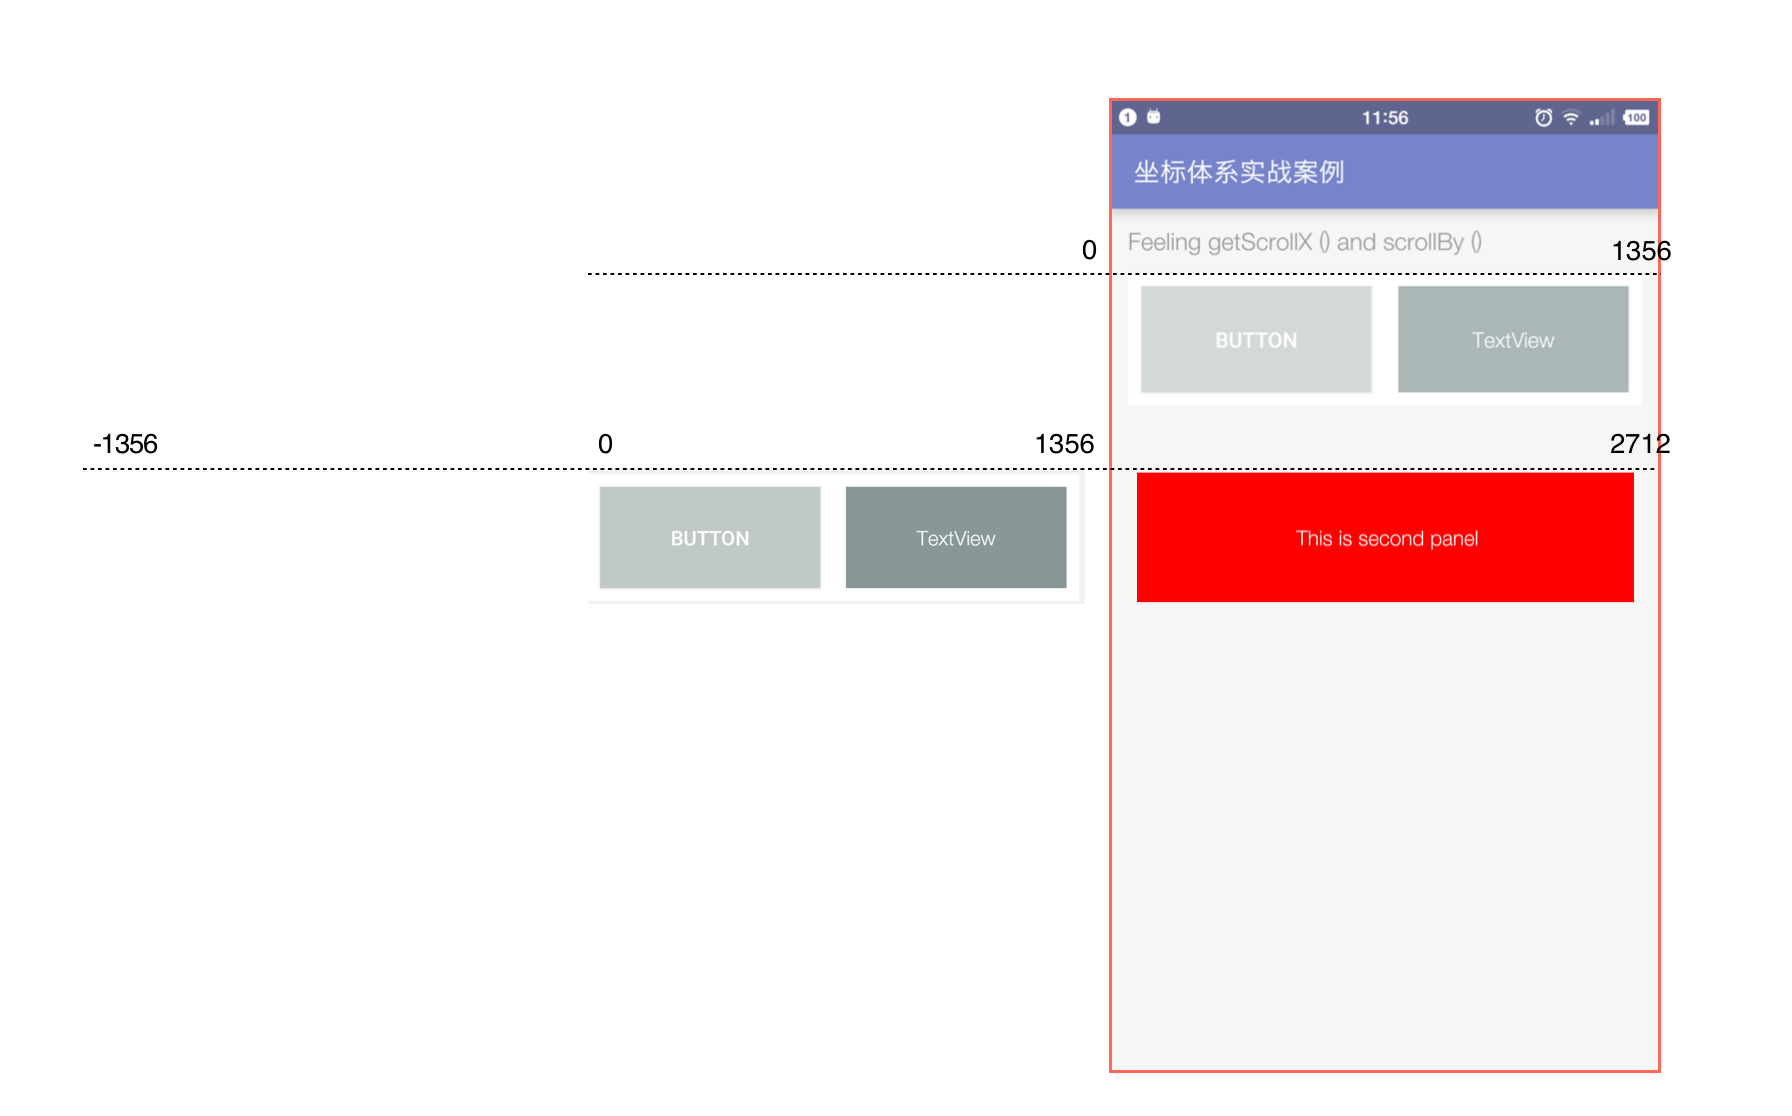 1 11:56 100
坐标体系实战案例
Feeling getScrollX () and scrollBy ()
0 1356
BUTTON TextView
-1356 0 1356 2712
BUTTON TextView This is second panel